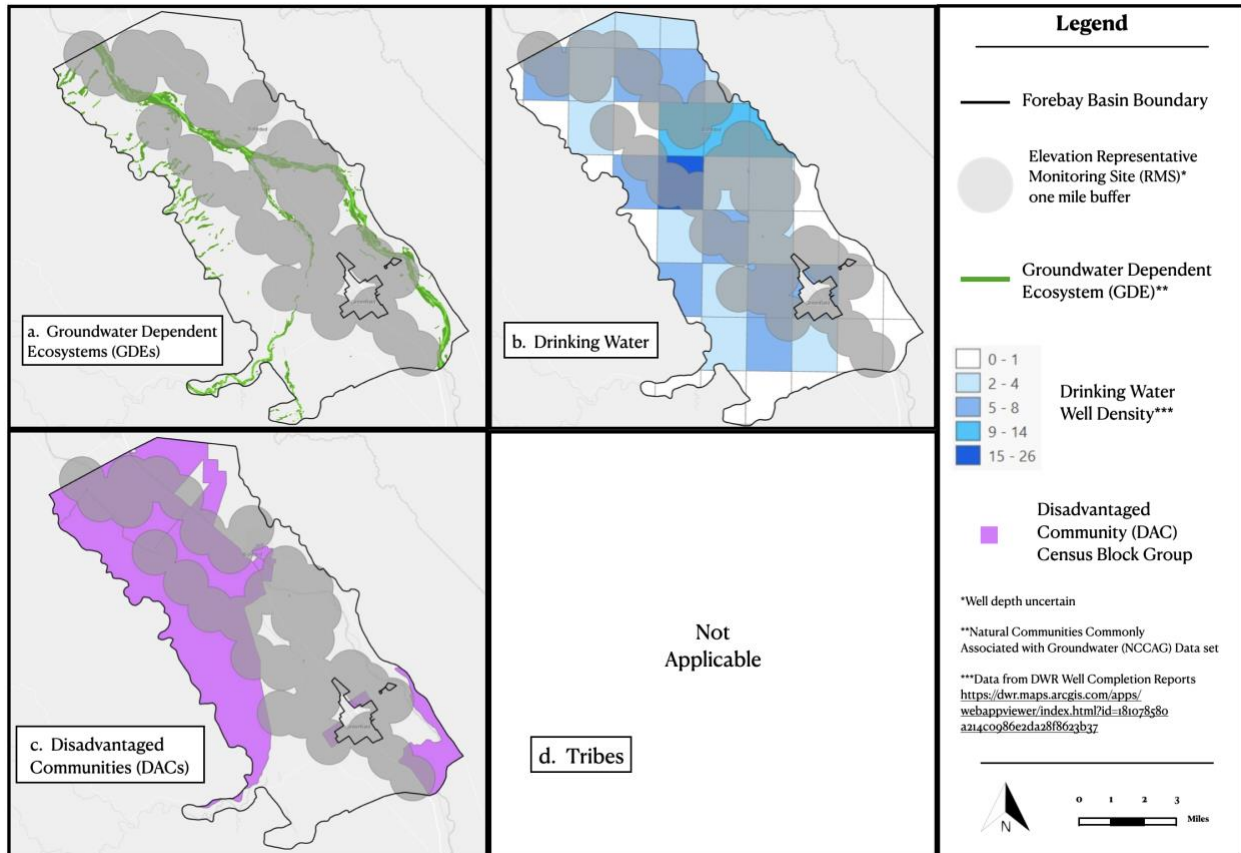 a. Groundwater Dependent
Ecosystems (GDEs)
b. Drinking Water
c. Disadvantaged
Communities (DACs)
Not
Applicable
d. Tribes
Legend
Forebay Basin Boundary
Elevation Representative
Monitoring Site (RMS)*
one mile buffer
Groundwater Dependent
Ecosystem (GDE)**
0 - 1
2 - 4
5 - 8
9 - 14
15 - 26
Drinking Water
Well Density***
Disadvantaged
Community (DAC)
Census Block Group
*Well depth uncertain
**Natural Communities Commonly
Associated with Groundwater (NCCAG) Data set
***Data from DWR Well Completion Reports
https://dwr.maps.arcgis.com/apps/
webappviewer/index.html?id=181078580
a214c0986e2da28f8623b37
N
0 1 2 3
Miles